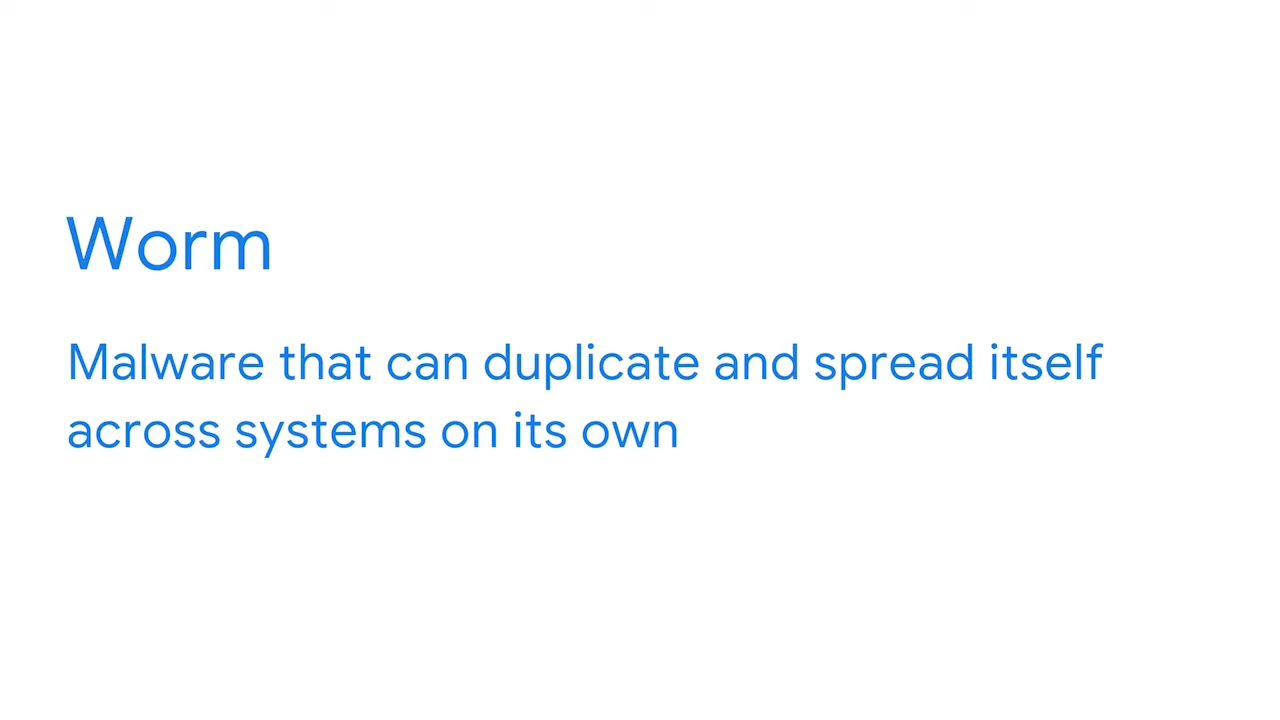 Worm
Malware that can duplicate and spread itself
across systems on its own